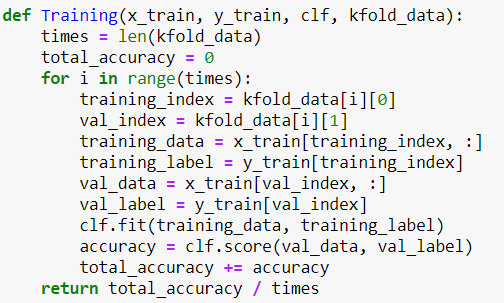 def Training(x_train, y_train, clf, kfold_data):
    times = len(kfold_data)
    total_accuracy = 0
    for i in range(times):
        training_index = kfold_data[i][0]
        val_index = kfold_data[i][1]
        training_data = x_train[training_index, :]
        training_label = y_train[training_index]
        val_data = x_train[val_index, :]
        val_label = y_train[val_index]
        clf.fit(training_data, training_label)
        accuracy = clf.score(val_data, val_label)
        total_accuracy += accuracy
    return total_accuracy / times